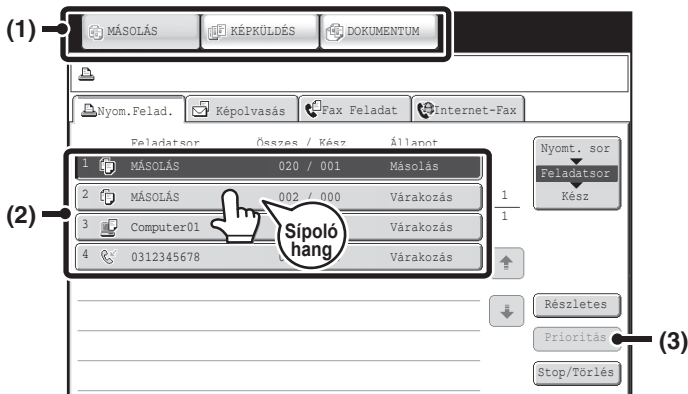 (1)
MÁSOLÁS KÉPKÜLDÉS DOKUMENTUM
Nyom.Felad. Képolvasás Fax Feladat Internet-Fax
Feladatsor Összes / Kész Állapot
1 MÁSOLÁS 020 / 001 Másolás
2 MÁSOLÁS 002 / 000 Várakozás
3 Computer01 Várakozás
4 0312345678 Várakozás
(2)
Sípoló
hang
1
1
Nyomt. sor
Feladatsor
Kész
Részletes
Prioritás
(3)
Stop/Törlés